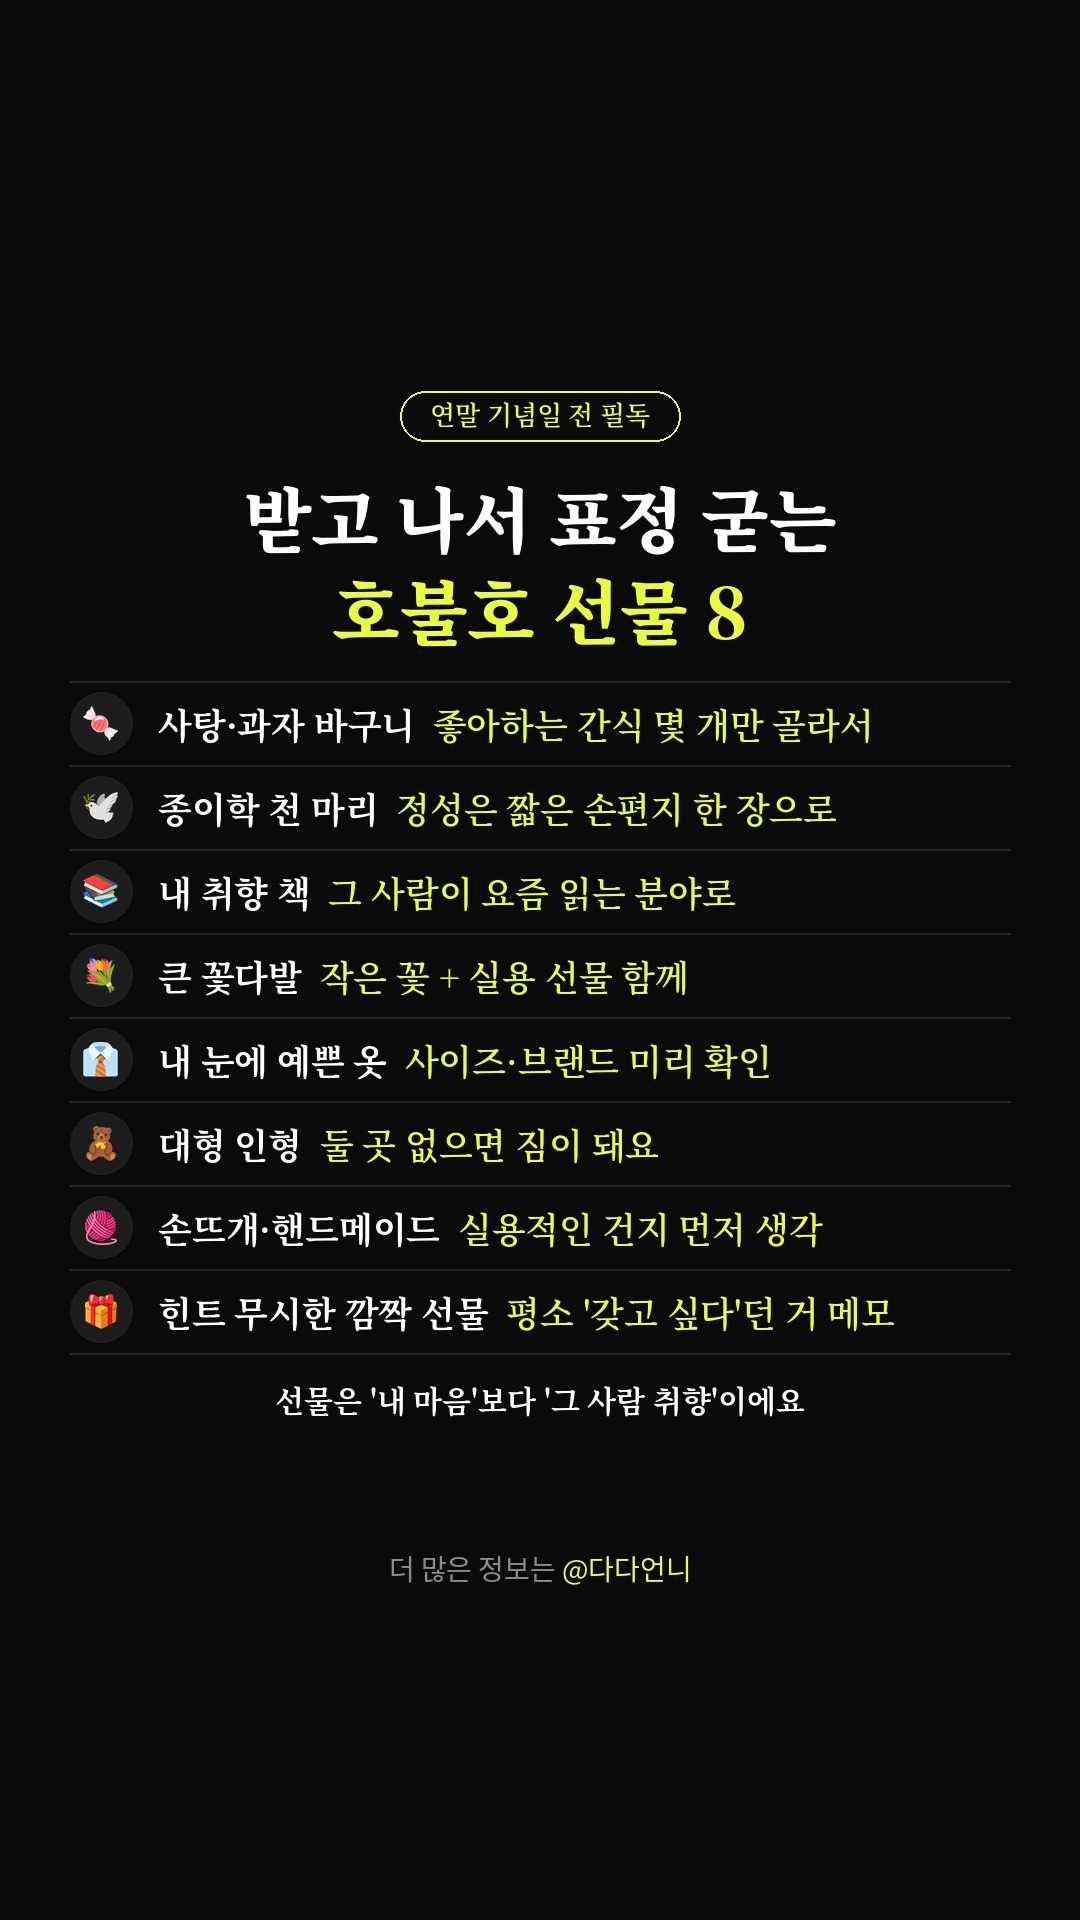 연말 기념일 전 필독
받고 나서 표정 굳는
호불호 선물 8
사탕·과자 바구니 좋아하는 간식 몇 개만 골라서
종이학 천 마리 정성은 짧은 손편지 한 장으로
내 취향 책 그 사람이 요즘 읽는 분야로
큰 꽃다발 작은 꽃 + 실용 선물 함께
내 눈에 예쁜 옷 사이즈·브랜드 미리 확인
대형 인형 둘 곳 없으면 짐이 돼요
손뜨개·핸드메이드 실용적인 건지 먼저 생각
힌트 무시한 깜짝 선물 평소 '갖고 싶다'던 거 메모
선물은 '내 마음'보다 '그 사람 취향'이에요
더 많은 정보는 @다다언니